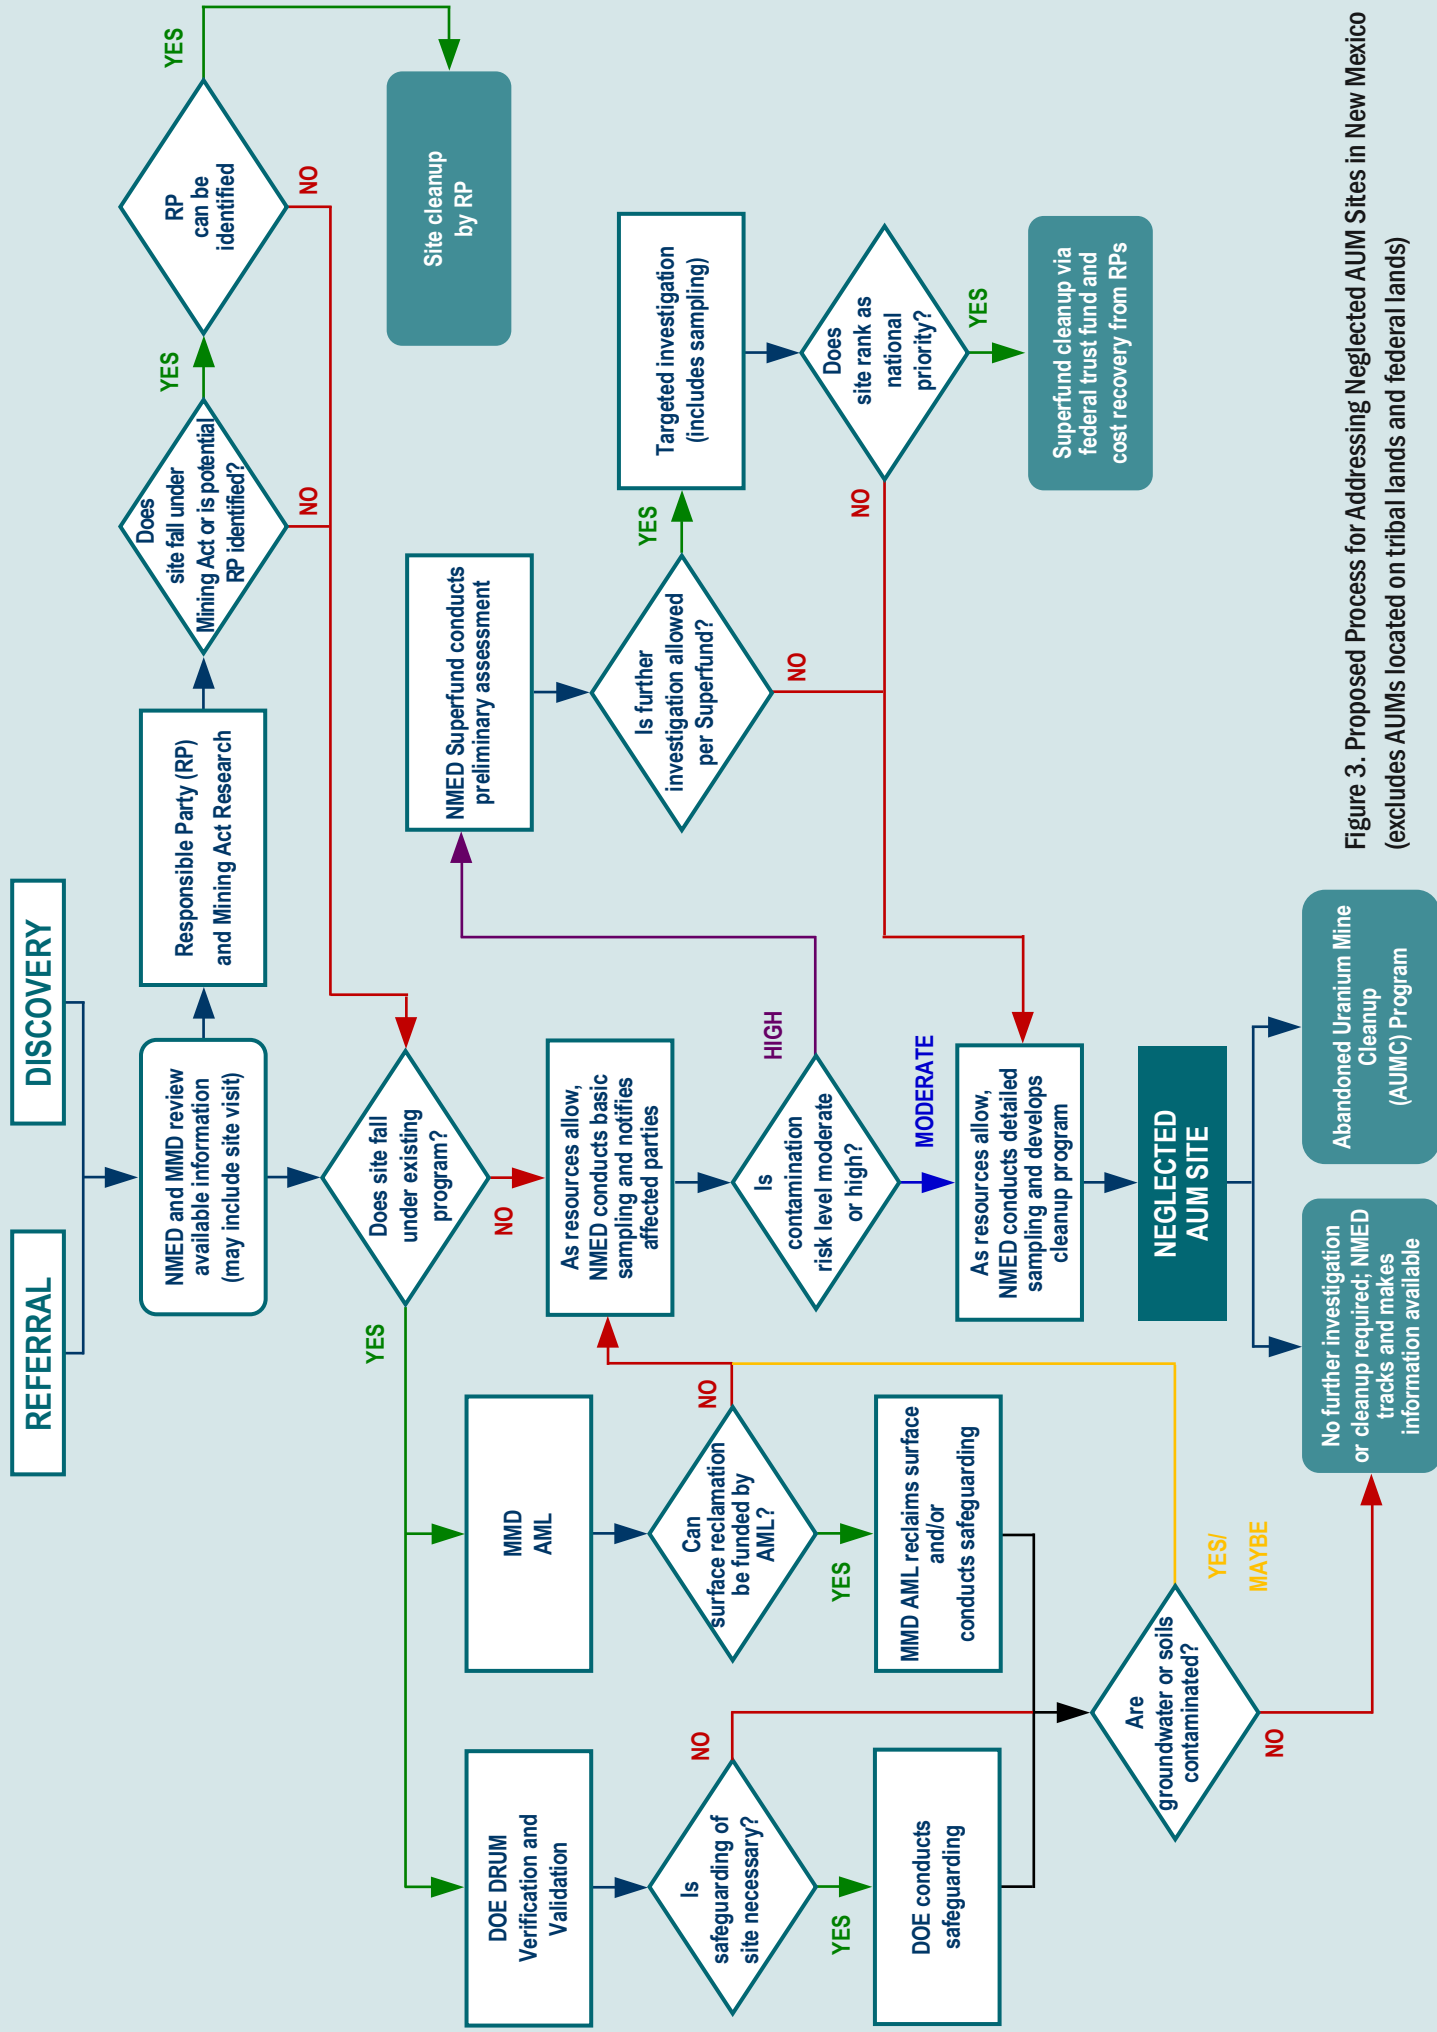 REFERRAL
DISCOVERY
NMED and MMD review
available information
(may include site visit)
Responsible Party (RP)
and Mining Act Research
Does
site fall under
Mining Act or is potential
RP identified?
YES
NO
RP
can be
identified
YES
NO
Site cleanup
by RP
Does site fall
under existing
program?
YES
NO
DOE DRUM
Verification and
Validation
MMD
AML
As resources allow,
NMED conducts basic
sampling and notifies
affected parties
NMED Superfund conducts
preliminary assessment
Is further
investigation allowed
per Superfund?
YES
NO
Targeted investigation
(includes sampling)
Does
site rank as
national
priority?
YES
NO
Superfund cleanup via
federal trust fund and
cost recovery from RPs
Is
safeguarding of
site necessary?
YES
NO
Can
surface reclamation
be funded by
AML?
YES
NO
Is
contamination
risk level moderate
or high?
HIGH
MODERATE
DOE conducts
safeguarding
MMD AML reclaims surface
and/or
conducts safeguarding
As resources allow,
NMED conducts detailed
sampling and develops
cleanup program
Are
groundwater or soils
contaminated?
YES/
MAYBE
NO
NEGLECTED
AUM SITE
No further investigation
or cleanup required; NMED
tracks and makes
information available
Abandoned Uranium Mine
Cleanup
(AUMC) Program
Figure 3. Proposed Process for Addressing Neglected AUM Sites in New Mexico
(excludes AUMs located on tribal lands and federal lands)